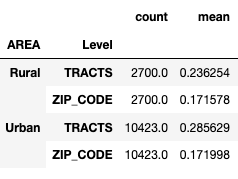 count mean
AREA Level
Rural TRACTS 2700.0 0.236254
ZIP_CODE 2700.0 0.171578
Urban TRACTS 10423.0 0.285629
ZIP_CODE 10423.0 0.171998